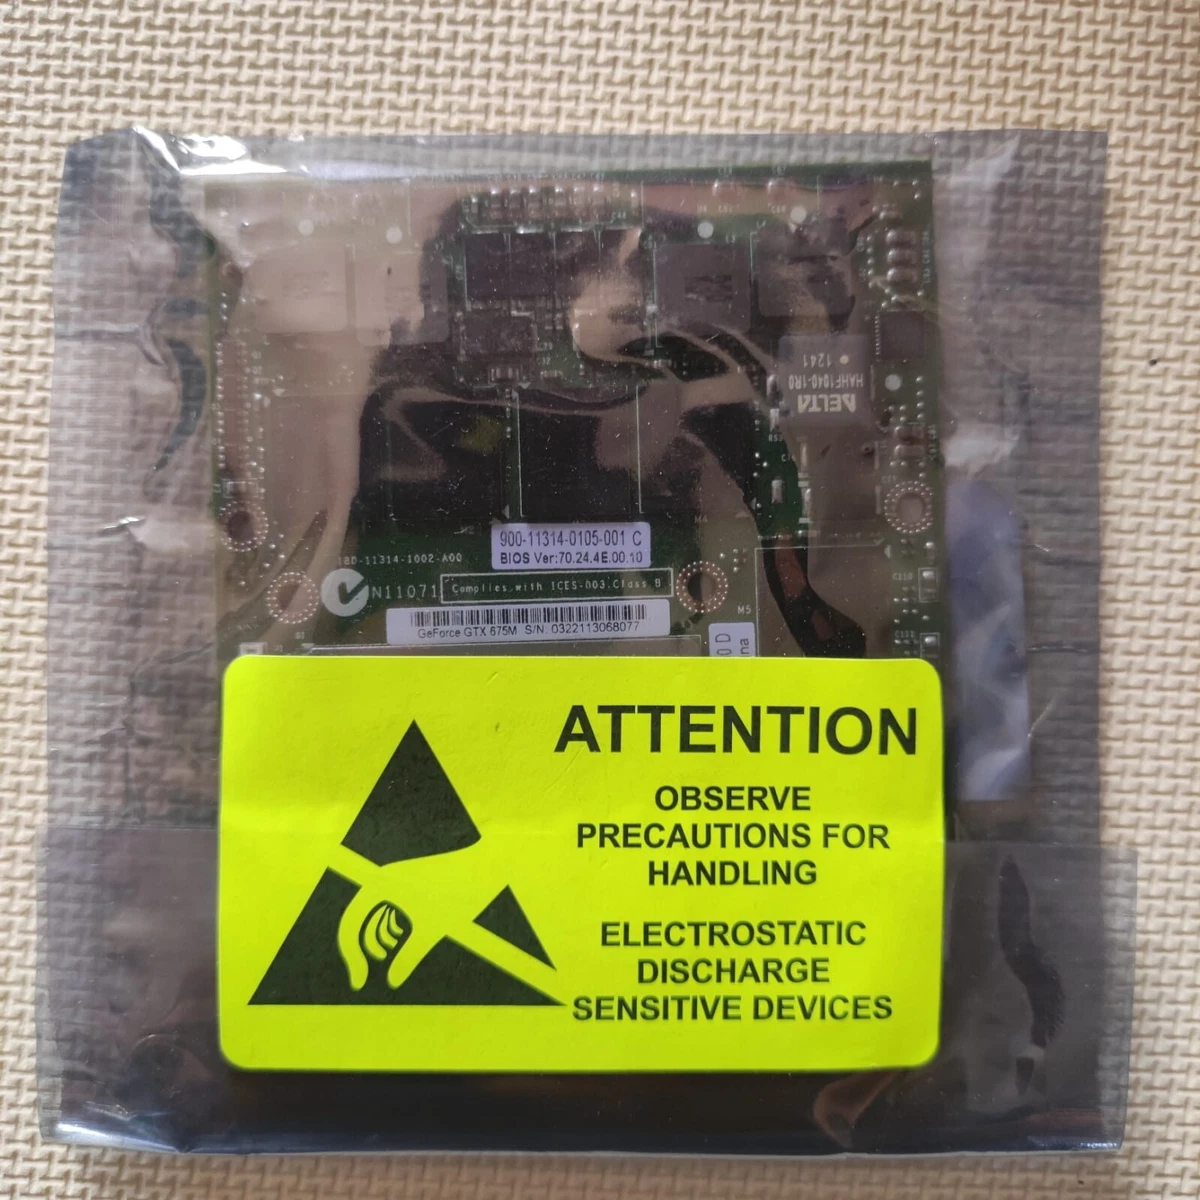 1241
HAHF1040-1R0
DELTA
900-11314-0105-001 C
BIOS Ver:70.24.4E.00.10
180-11314-1002-A00
N11071
Complies with ICES-003 Class B
M5
GeForce GTX 675M S/N. 0322113068077
ATTENTION
OBSERVE
PRECAUTIONS FOR
HANDLING
ELECTROSTATIC
DISCHARGE
SENSITIVE DEVICES